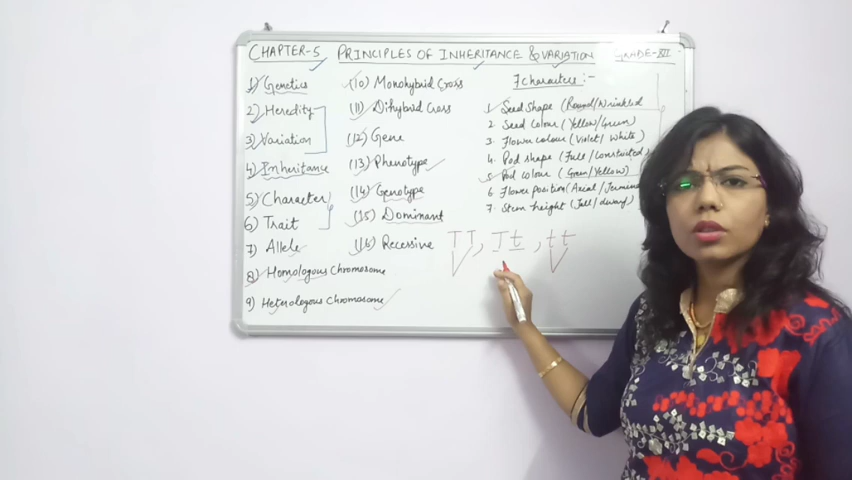 CHAPTER-5 PRINCIPLES OF INHERITANCE & VARIATION GRADE-XII
1) Genetics
2) Heredity
3) Variation
4) Inheritance
5) Character
6) Trait
7) Allele
8) Homologous Chromosome
9) Heterologous Chromosome
(10) Monohybrid Cross
(11) Dihybrid Cross
(12) Gene
(13) Phenotype
(14) Genotype
(15) Dominant
(16) Recessive
7 characters :-
1. Seed shape (Round/Wrinkled
2. Seed colour (Yellow/Green)
3. Flower colour (Violet/White)
4. Pod shape (Full/Constricted)
5. Pod colour (Green/Yellow)
6. Flower position (Axial/Terminal
7. Stem height (Tall/dwarf)
TT, Tt, tt